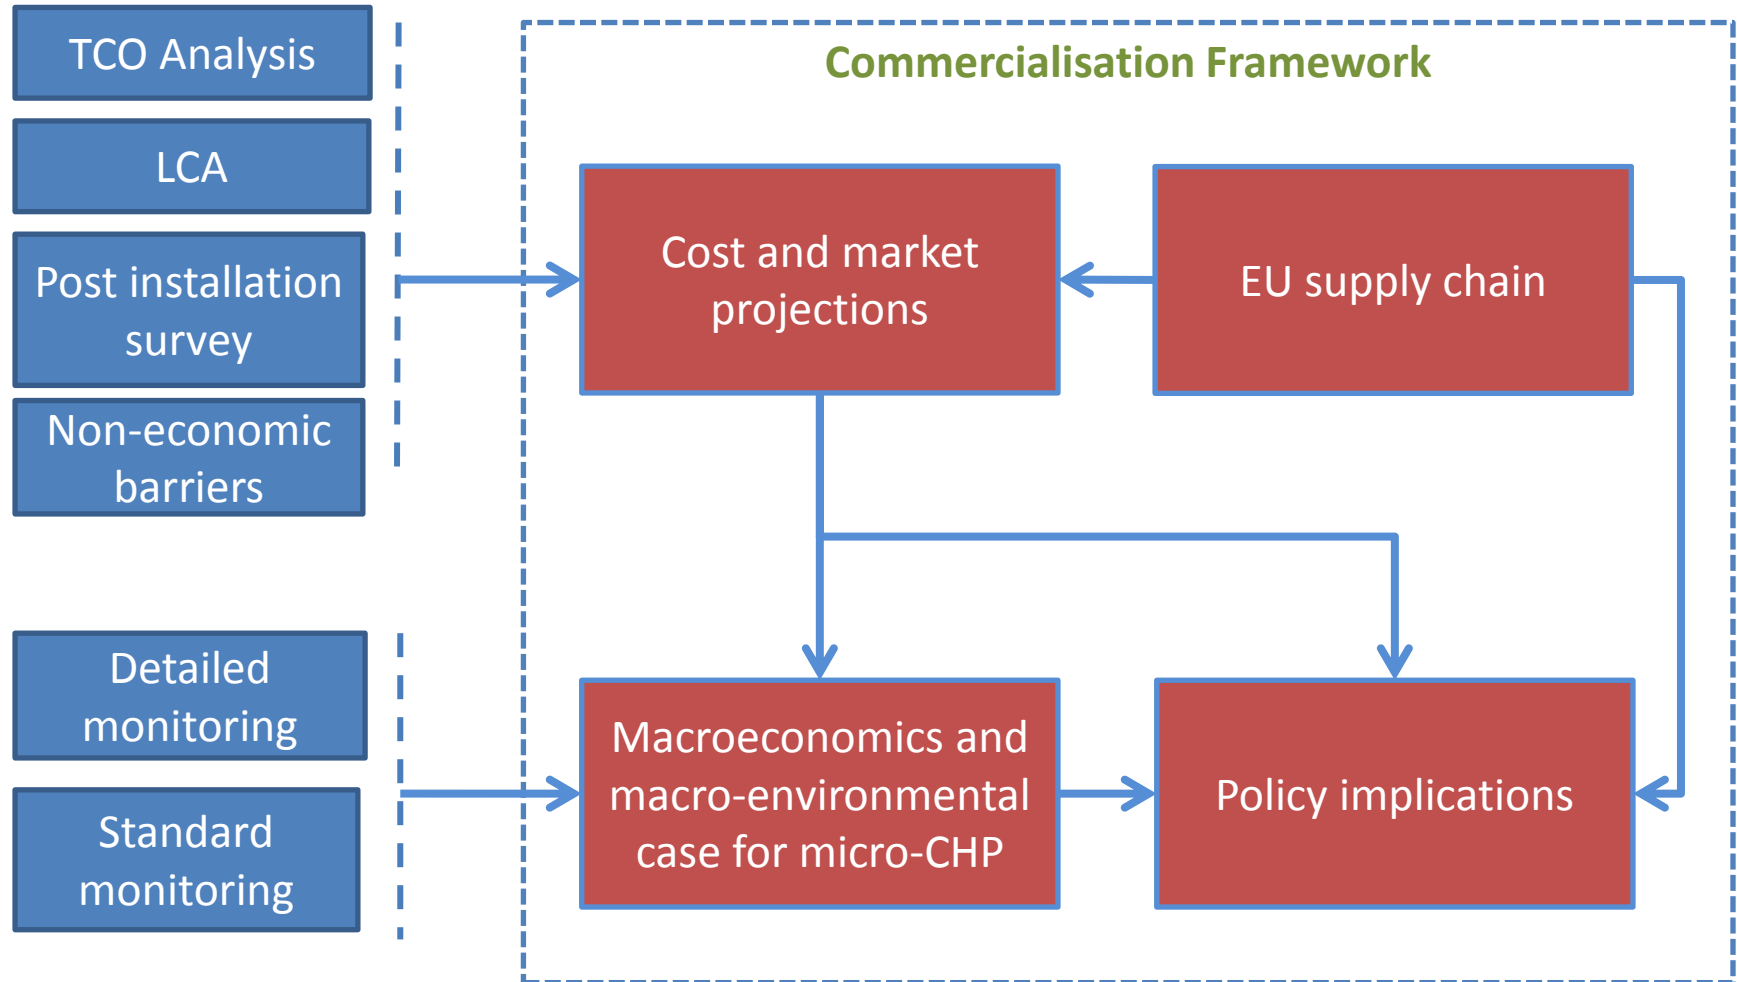 TCO Analysis
LCA
Post installation
survey
Non-economic
barriers
Detailed
monitoring
Standard
monitoring
Commercialisation Framework
Cost and market
projections
EU supply chain
Macroeconomics and
macro-environmental
case for micro-CHP
Policy implications